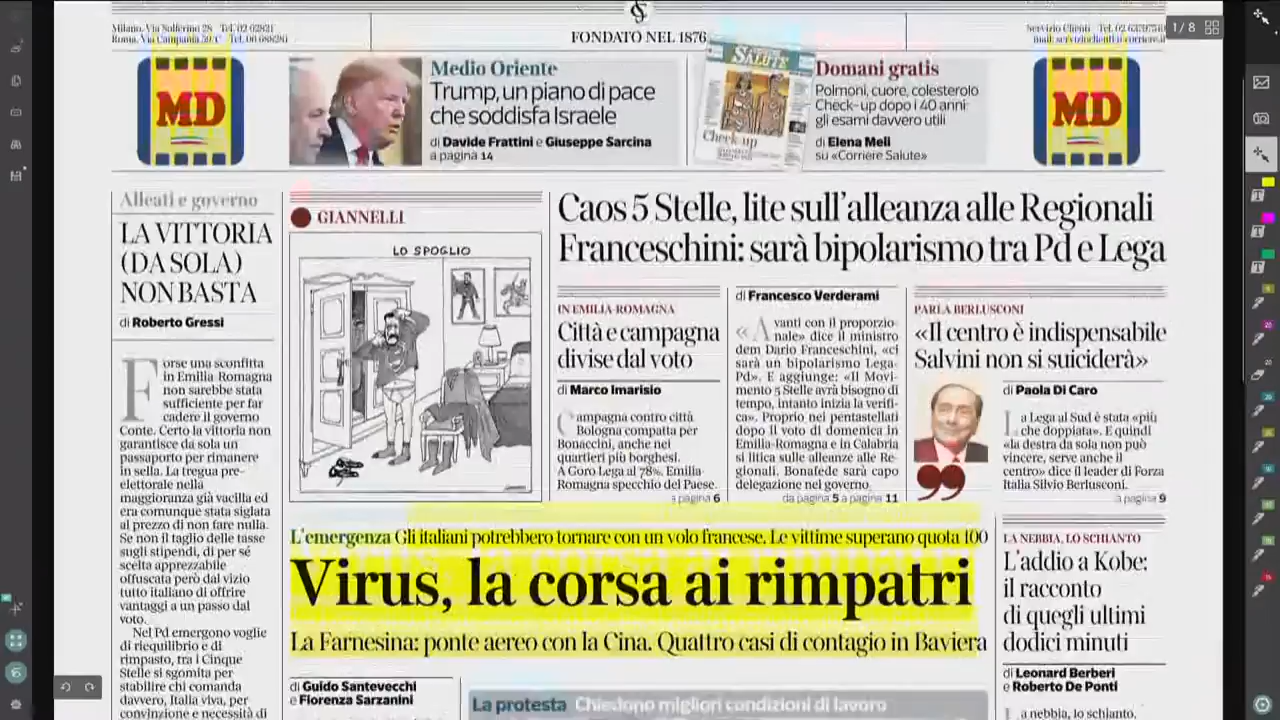 Milano, Via Solferino 28 Tel. 02 62821
FONDATO NEL 1876
Servizio Clienti
1 / 8
MD
Medio Oriente
Trump, un piano di pace
che soddisfa Israele
di Davide Frattini e Giuseppe Sarcina
a pagina 14
SALUTE
Check-up
Domani gratis
Polmoni, cuore, colesterolo
Check-up dopo i 40 anni:
gli esami davvero utili
di Elena Meli
su «Corriere Salute»
MD
Alleati e governo
LA VITTORIA
(DA SOLA)
NON BASTA
di Roberto Gressi
Forse una sconfitta
in Emilia Romagna
non sarebbe stata
sufficiente per far
cadere il governo
Conte. Certo la vittoria non
garantisce da sola un
passaporto per rimanere
in sella. La tregua pre-
elettorale nella
maggioranza già vacilla ed
era comunque stata siglata
al prezzo di non fare nulla.
Se non il taglio delle tasse
sugli stipendi, di per sé
scelta apprezzabile
offuscata però dal vizio
tutto italiano di offrire
vantaggi a un passo dal
voto.
Nel Pd emergono voglie
di riequilibrio e di
rimpasto, tra i Cinque
Stelle si sgomita per
stabilire chi comanda
davvero, Italia viva, per
convinzione e necessità di
GIANNELLI
LO SPOGLIO
Caos 5 Stelle, lite sull'alleanza alle Regionali
Franceschini: sarà bipolarismo tra Pd e Lega
IN EMILIA-ROMAGNA
Città e campagna
divise dal voto
di Marco Imarisio
Campagna contro città
Bologna compatta per
Bonaccini, anche nei
quartieri più borghesi.
A Goro Lega al 78%. Emilia-
Romagna specchio del Paese.
a pagina 6
di Francesco Verderami
«Avanti con il proporzio-
nale» dice il ministro
dem Dario Franceschini, «ci
sarà un bipolarismo Lega-
Pd». E aggiunge: «Il Movi-
mento 5 Stelle avrà bisogno di
tempo, intanto inizia la verifi-
ca». Proprio nei pentastellati
dopo il voto di domenica in
Emilia-Romagna e in Calabria
si litica sulle alleanze alle Re-
gionali. Bonafede sarà capo
delegazione nel governo.
da pagina 5 a pagina 11
PARLA BERLUSCONI
«Il centro è indispensabile
Salvini non si suiciderà»
di Paola Di Caro
La Lega al Sud è stata «più
che doppiata». E quindi
«la destra da sola non può
vincere, serve anche il
centro» dice il leader di Forza
Italia Silvio Berlusconi.
a pagina 9
L'emergenza Gli italiani potrebbero tornare con un volo francese. Le vittime superano quota 100
Virus, la corsa ai rimpatri
La Farnesina: ponte aereo con la Cina. Quattro casi di contagio in Baviera
di Guido Santevecchi
e Fiorenza Sarzanini
La protesta Chiedono migliori condizioni di lavoro
LA NEBBIA, LO SCHIANTO
L'addio a Kobe:
il racconto
di quegli ultimi
dodici minuti
di Leonard Berberi
e Roberto De Ponti
La nebbia, lo schianto,